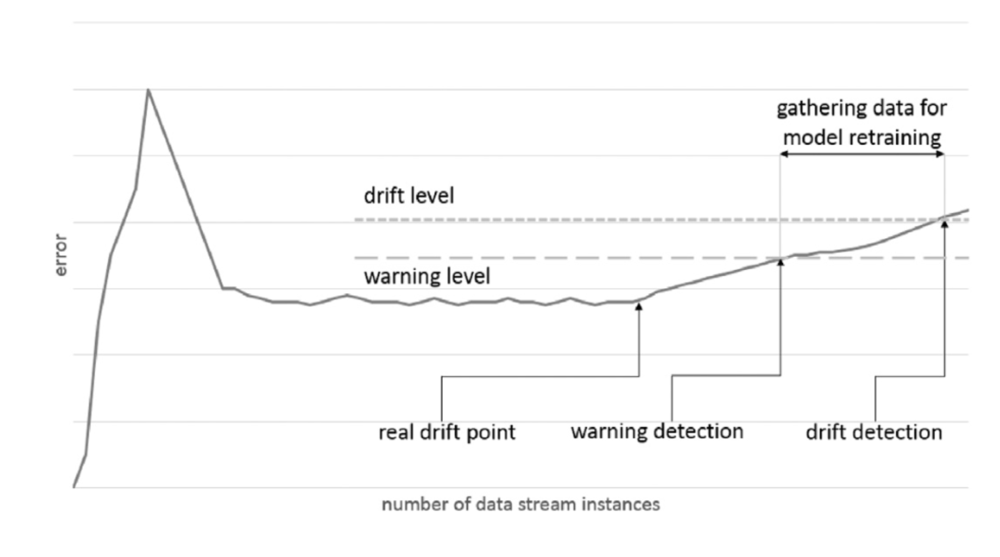 gathering data for
model retraining
drift level
error
warning level
real drift point
warning detection
drift detection
number of data stream instances